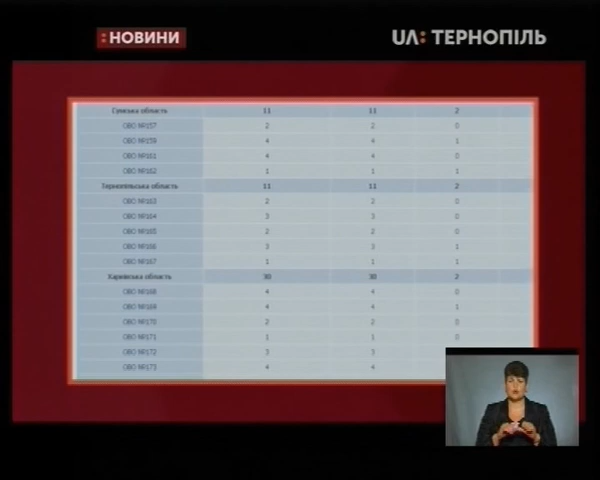 :НОВИНИ
UA: ТЕРНОПІЛЬ
Сумська область 11 11 2
ОВО №157 2 2 0
ОВО №159 4 4 1
ОВО №161 4 4 0
ОВО №162 1 1 1
Тернопільська область 11 11 2
ОВО №163 2 2 0
ОВО №164 3 3 0
ОВО №165 2 2 0
ОВО №166 3 3 1
ОВО №167 1 1 1
Харківська область 30 30 2
ОВО №168 4 4 0
ОВО №169 4 4 1
ОВО №170 2 2 0
ОВО №171 1 1 0
ОВО №172 3 3
ОВО №173 4 4